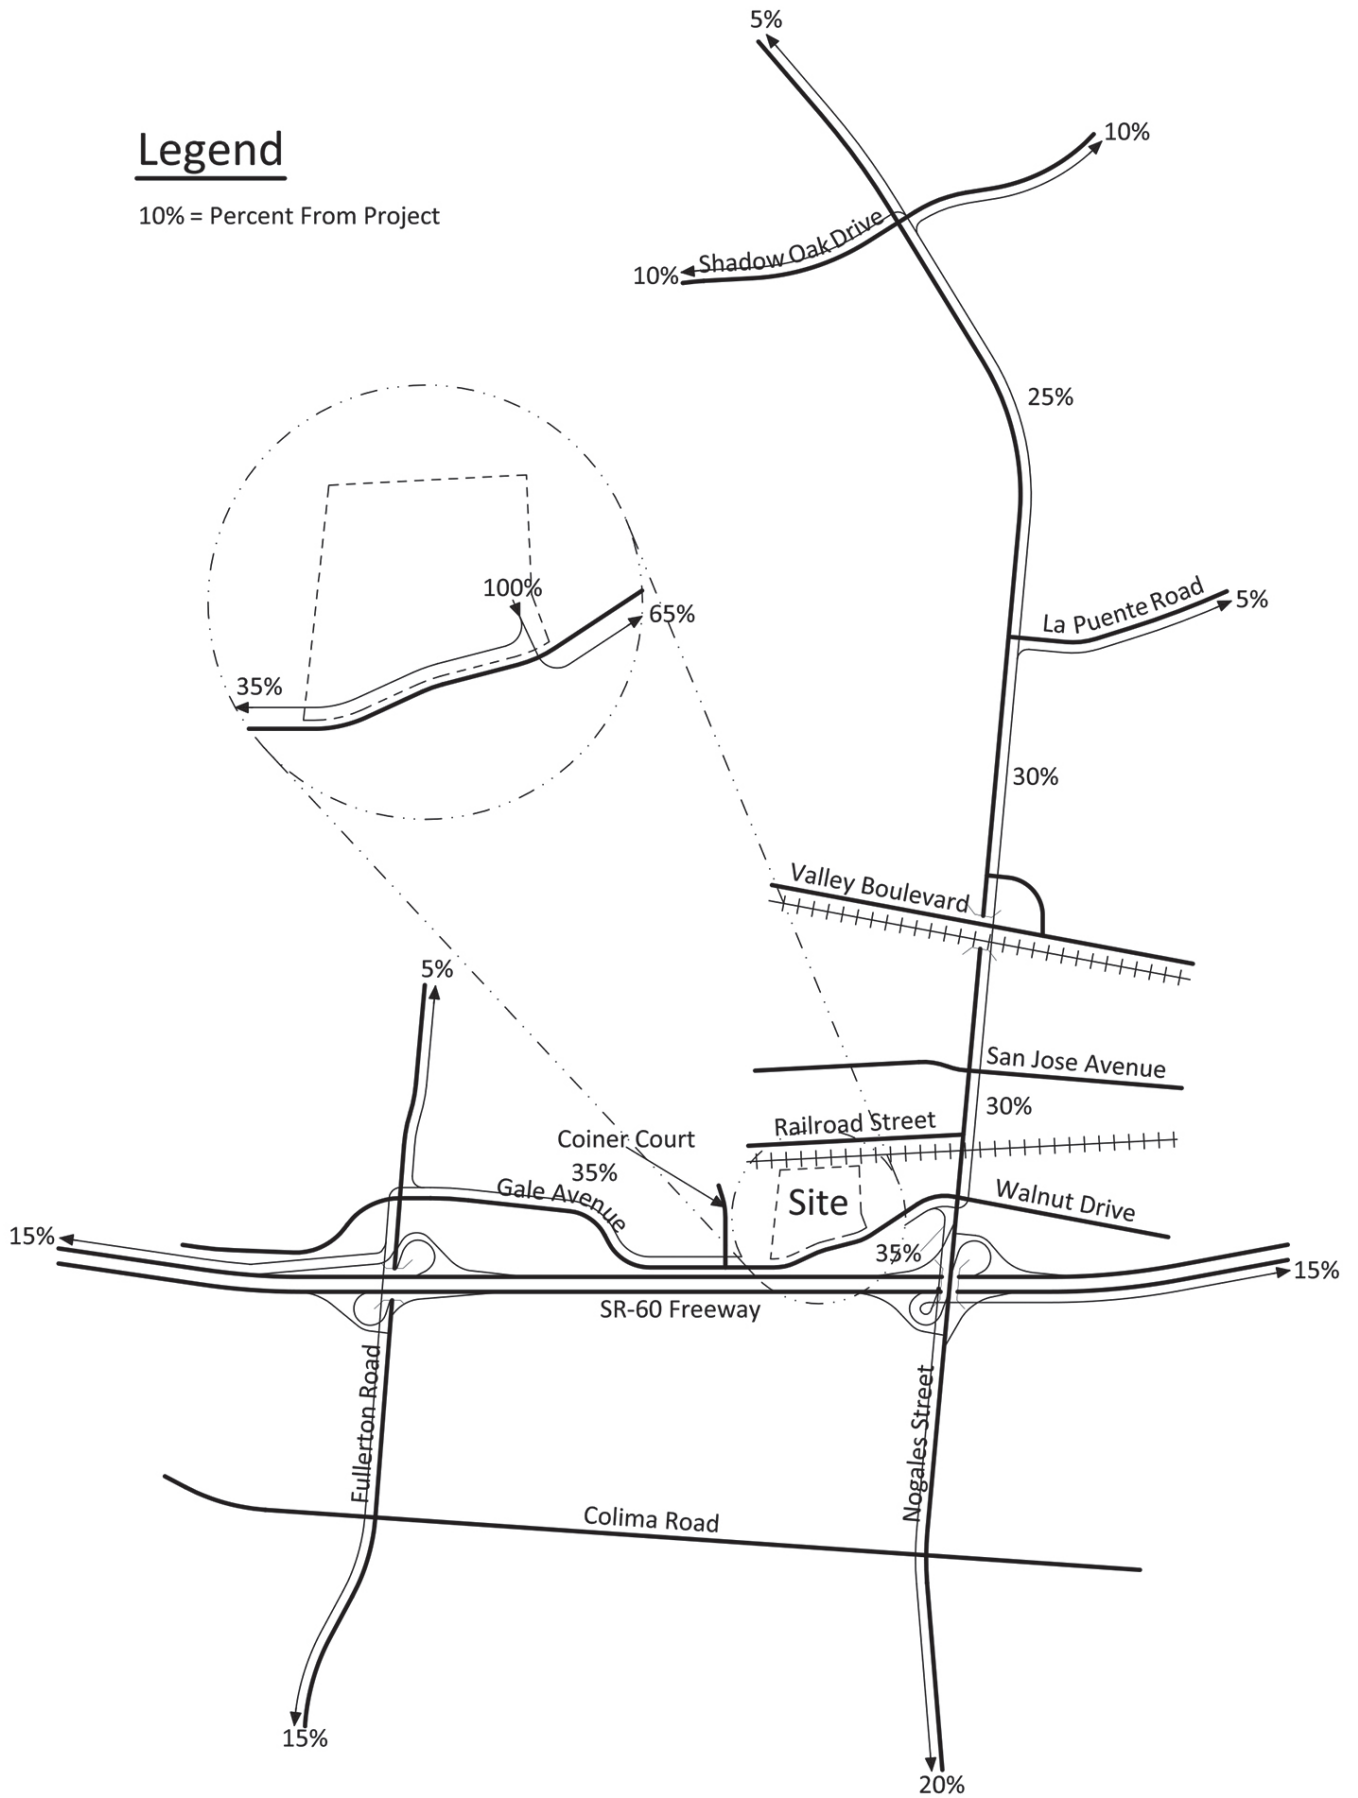 5%
10%
Legend
10% = Percent From Project
Shadow Oak Drive
10%
25%
100%
La Puente Road
5%
65%
35%
30%
Valley Boulevard
5%
San Jose Avenue
30%
Railroad Street
Coiner Court
35%
Gale Avenue
Site
Walnut Drive
15%
35%
15%
SR-60 Freeway
Fullerton Road
Nogales Street
Colima Road
15%
20%